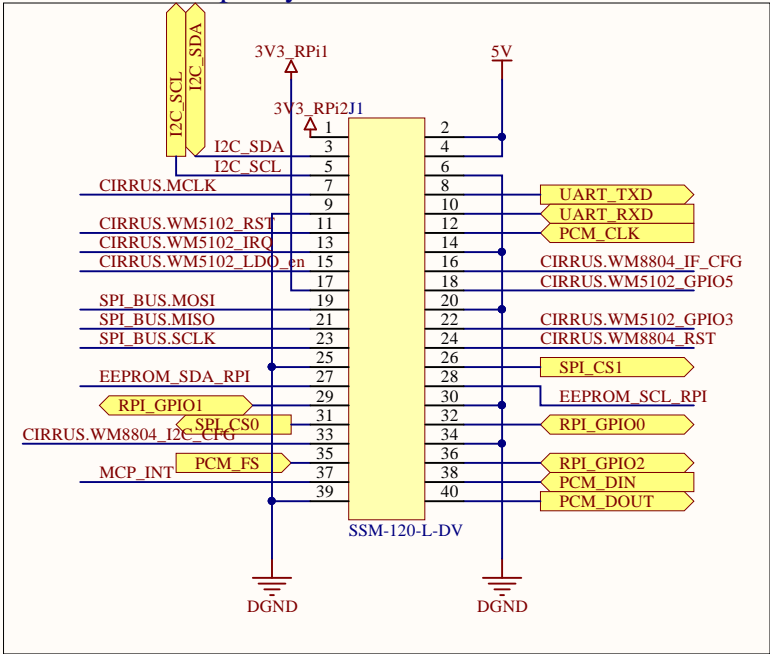 I2C_SCL
I2C_SDA
3V3_RPi1
5V
3V3_RPi2
J1
1 2
I2C_SDA 3 4
I2C_SCL 5 6
CIRRUS.MCLK 7 8 UART_TXD
9 10 UART_RXD
CIRRUS.WM5102_RST 11 12 PCM_CLK
CIRRUS.WM5102_IRQ 13 14
CIRRUS.WM5102_LDO_en 15 16 CIRRUS.WM8804_IF_CFG
17 18 CIRRUS.WM5102_GPIO5
SPI_BUS.MOSI 19 20
SPI_BUS.MISO 21 22 CIRRUS.WM5102_GPIO3
SPI_BUS.SCLK 23 24 CIRRUS.WM8804_RST
25 26 SPI_CS1
EEPROM_SDA_RPI 27 28 EEPROM_SCL_RPI
RPI_GPIO1 29 30
SPI_CS0 31 32 RPI_GPIO0
CIRRUS.WM8804_I2C_CFG 33 34
PCM_FS 35 36 RPI_GPIO2
MCP_INT 37 38 PCM_DIN
39 40 PCM_DOUT
SSM-120-L-DV
DGND DGND